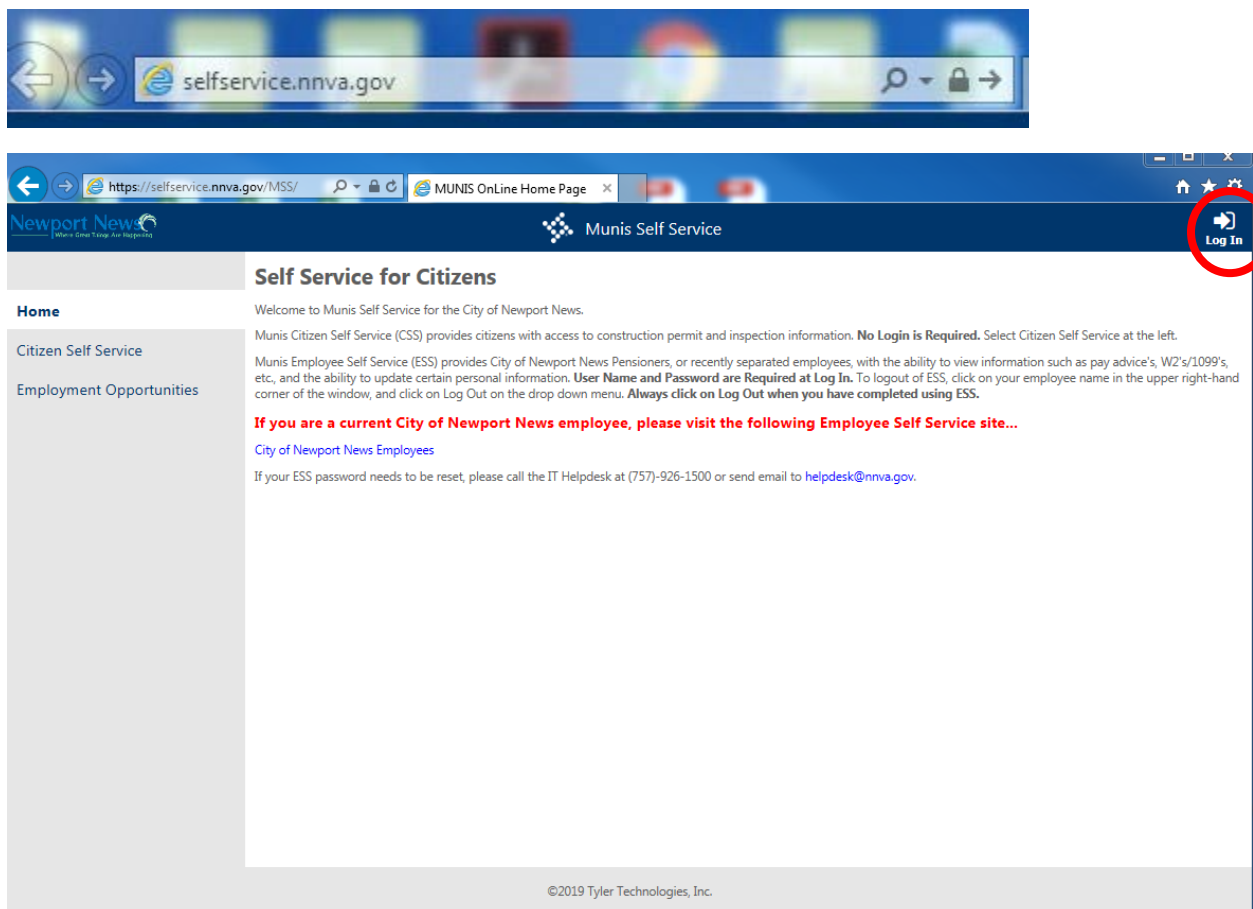 selfservice.nnva.gov
https://selfservice.nnva.gov/MSS/
MUNIS OnLine Home Page
Newport News
Where Great Things Are Happening
Munis Self Service
Log In
Self Service for Citizens
Home
Welcome to Munis Self Service for the City of Newport News.
Munis Citizen Self Service (CSS) provides citizens with access to construction permit and inspection information. No Login is Required. Select Citizen Self Service at the left.
Citizen Self Service
Munis Employee Self Service (ESS) provides City of Newport News Pensioners, or recently separated employees, with the ability to view information such as pay advice's, W2's/1099's,
etc., and the ability to update certain personal information. User Name and Password are Required at Log In. To logout of ESS, click on your employee name in the upper right-hand
corner of the window, and click on Log Out on the drop down menu. Always click on Log Out when you have completed using ESS.
Employment Opportunities
If you are a current City of Newport News employee, please visit the following Employee Self Service site...
City of Newport News Employees
If your ESS password needs to be reset, please call the IT Helpdesk at (757)-926-1500 or send email to helpdesk@nnva.gov.
©2019 Tyler Technologies, Inc.